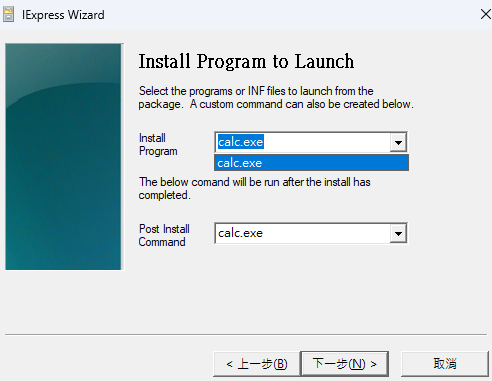 IExpress Wizard
Install Program to Launch
Select the programs or INF files to launch from the
package. A custom command can also be created below.
Install
Program
calc.exe
calc.exe
The below comand will be run after the install has
completed.
Post Install
Command
calc.exe
< 上一步(B)
下一步(N) >
取消